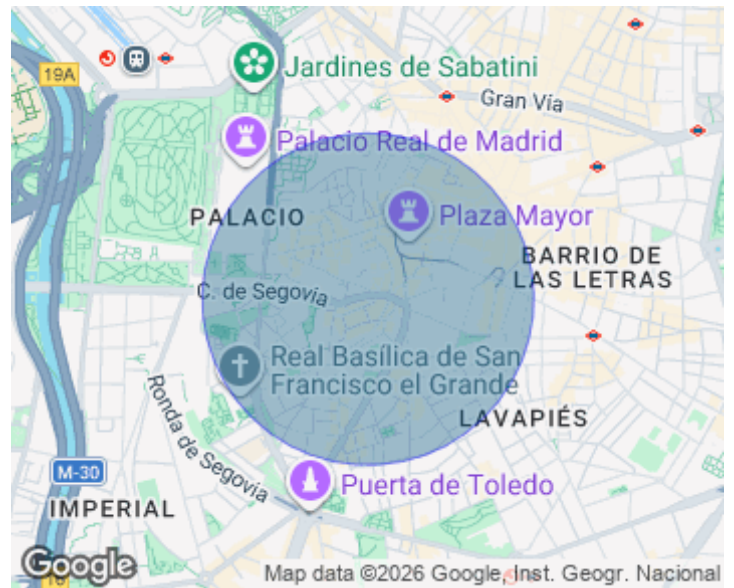 Jardines de Sabatini
19A
Gran Vía
Palacio Real de Madrid
PALACIO
Plaza Mayor
BARRIO DE
LAS LETRAS
C. de Segovia
Real Basílica de San
Francisco el Grande
Ronda de Segovia
LAVAPIÉS
M-30
Puerta de Toledo
IMPERIAL
Google
Map data ©2026 Google, Inst. Geogr. Nacional